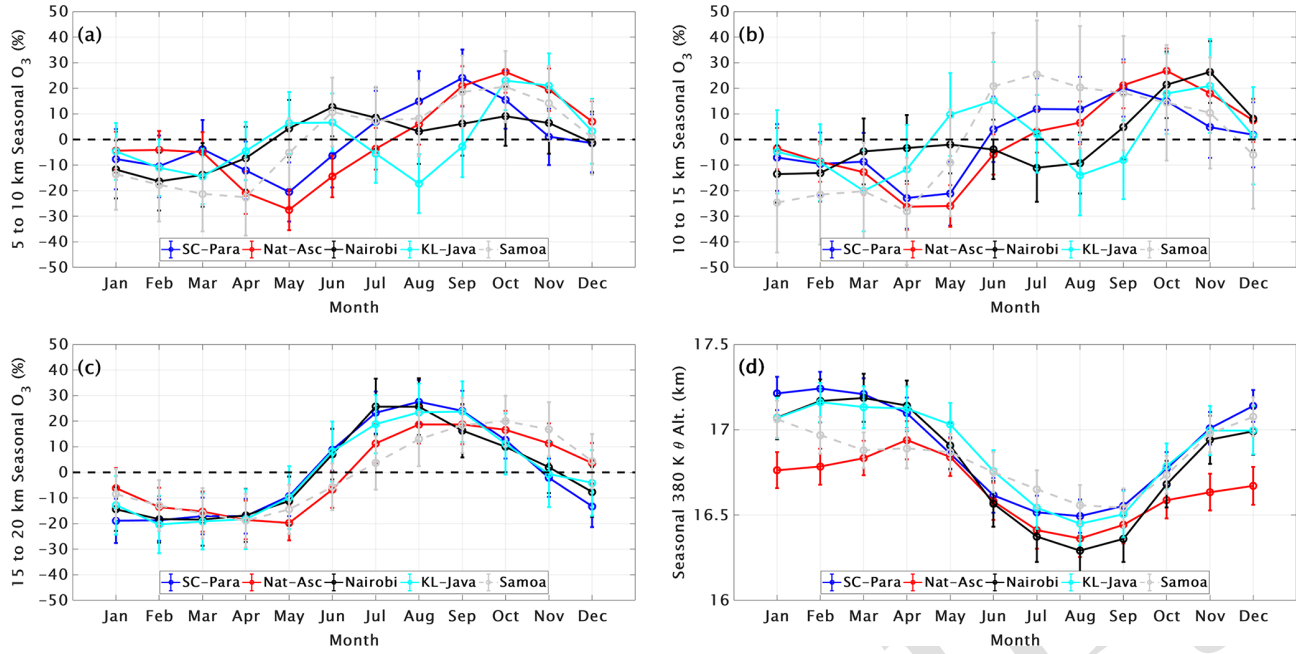 (a)
5 to 10 km Seasonal O3 (%)
50
40
30
20
10
0
-10
-20
-30
-40
-50
SC-Para Nat-Asc Nairobi KL-Java Samoa
Jan Feb Mar Apr May Jun Jul Aug Sep Oct Nov Dec
Month
(b)
10 to 15 km Seasonal O3 (%)
50
40
30
20
10
0
-10
-20
-30
-40
-50
SC-Para Nat-Asc Nairobi KL-Java Samoa
Jan Feb Mar Apr May Jun Jul Aug Sep Oct Nov Dec
Month
(c)
15 to 20 km Seasonal O3 (%)
50
40
30
20
10
0
-10
-20
-30
-40
-50
SC-Para Nat-Asc Nairobi KL-Java Samoa
Jan Feb Mar Apr May Jun Jul Aug Sep Oct Nov Dec
Month
(d)
Seasonal 380 K θ Alt. (km)
17.5
17
16.5
16
SC-Para Nat-Asc Nairobi KL-Java Samoa
Jan Feb Mar Apr May Jun Jul Aug Sep Oct Nov Dec
Month